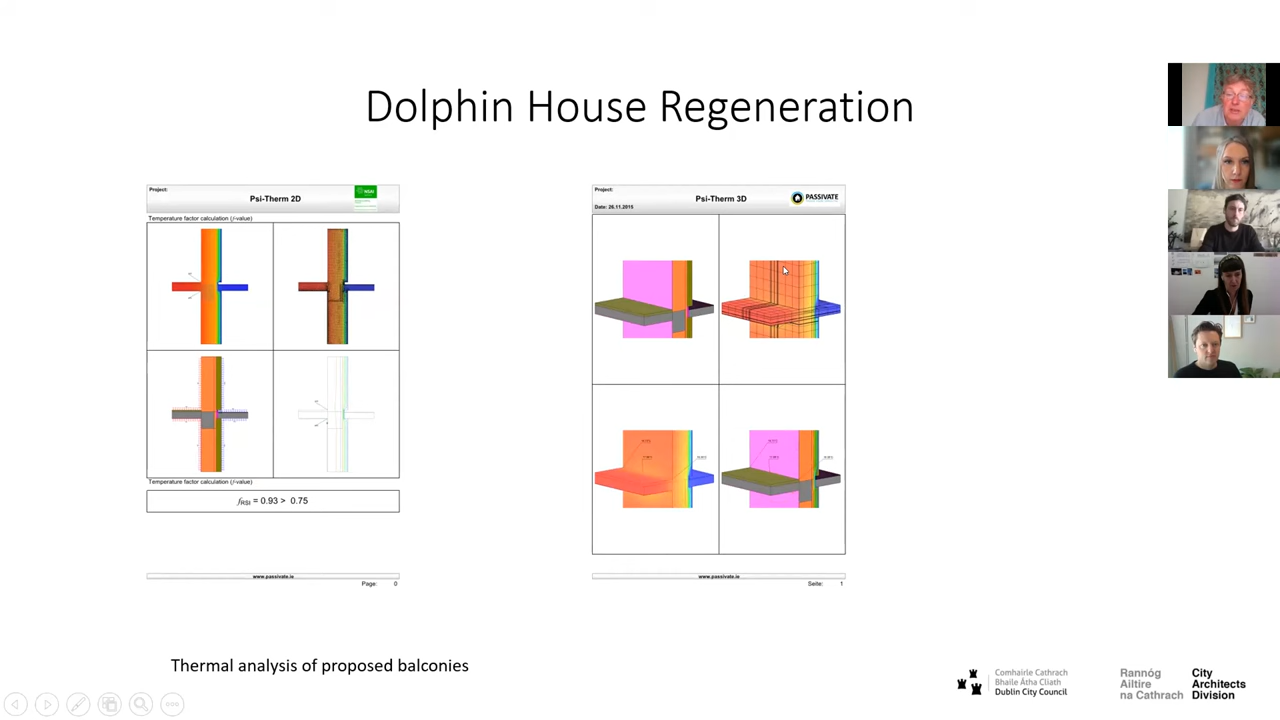 Dolphin House Regeneration
Project:
Psi-Therm 2D
NSAI
Temperature factor calculation (f-value)
Temperature factor calculation (f-value)
fRSI = 0.93 > 0.75
www.passivate.ie
Page: 0
Project:
Psi-Therm 3D
PASSIVATE
Date: 26.11.2015
www.passivate.ie
Seite: 1
Thermal analysis of proposed balconies
Comhairle Cathrach
Bhaile Átha Cliath
Dublin City Council
Rannóg
Ailtire
na Cathrach
City
Architects
Division